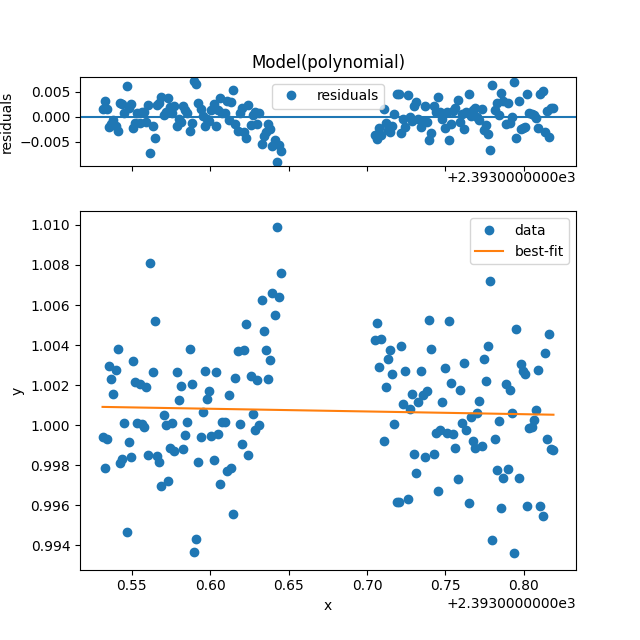 Model(polynomial)
residuals
0.005
0.000
−0.005
residuals
+2.3930000000e3
1.010
1.008
1.006
1.004
1.002
1.000
0.998
0.996
0.994
y
data
best-fit
0.55 0.60 0.65 0.70 0.75 0.80
x
+2.3930000000e3